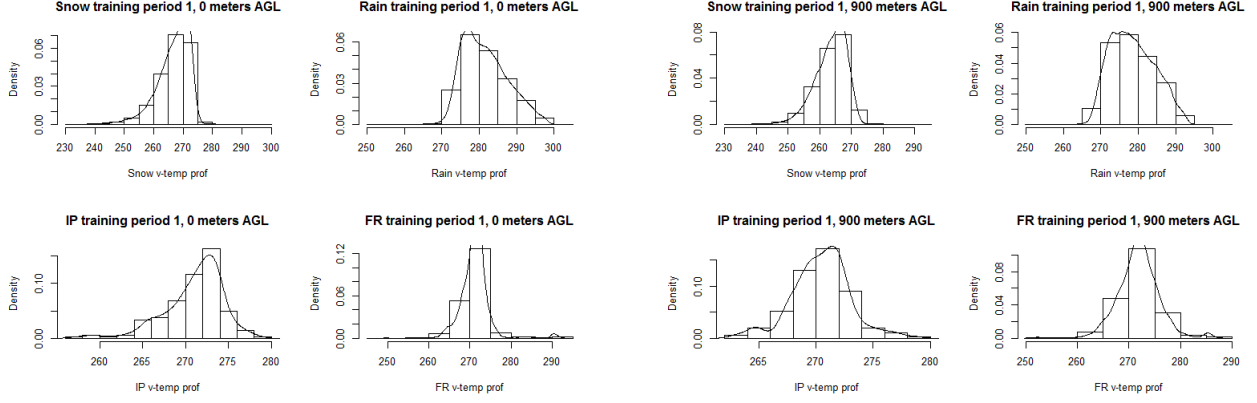 Snow training period 1, 0 meters AGL
Density
0.00 0.03 0.06
230 240 250 260 270 280 290 300
Snow v-temp prof
Rain training period 1, 0 meters AGL
Density
0.00 0.03 0.06
250 260 270 280 290 300
Rain v-temp prof
Snow training period 1, 900 meters AGL
Density
0.00 0.04 0.08
230 240 250 260 270 280 290
Snow v-temp prof
Rain training period 1, 900 meters AGL
Density
0.00 0.02 0.04 0.06
250 260 270 280 290 300
Rain v-temp prof
IP training period 1, 0 meters AGL
Density
0.00 0.10
260 265 270 275 280
IP v-temp prof
FR training period 1, 0 meters AGL
Density
0.00 0.06 0.12
250 260 270 280 290
FR v-temp prof
IP training period 1, 900 meters AGL
Density
0.00 0.10
265 270 275 280
IP v-temp prof
FR training period 1, 900 meters AGL
Density
0.00 0.04 0.08
250 260 270 280 290
FR v-temp prof